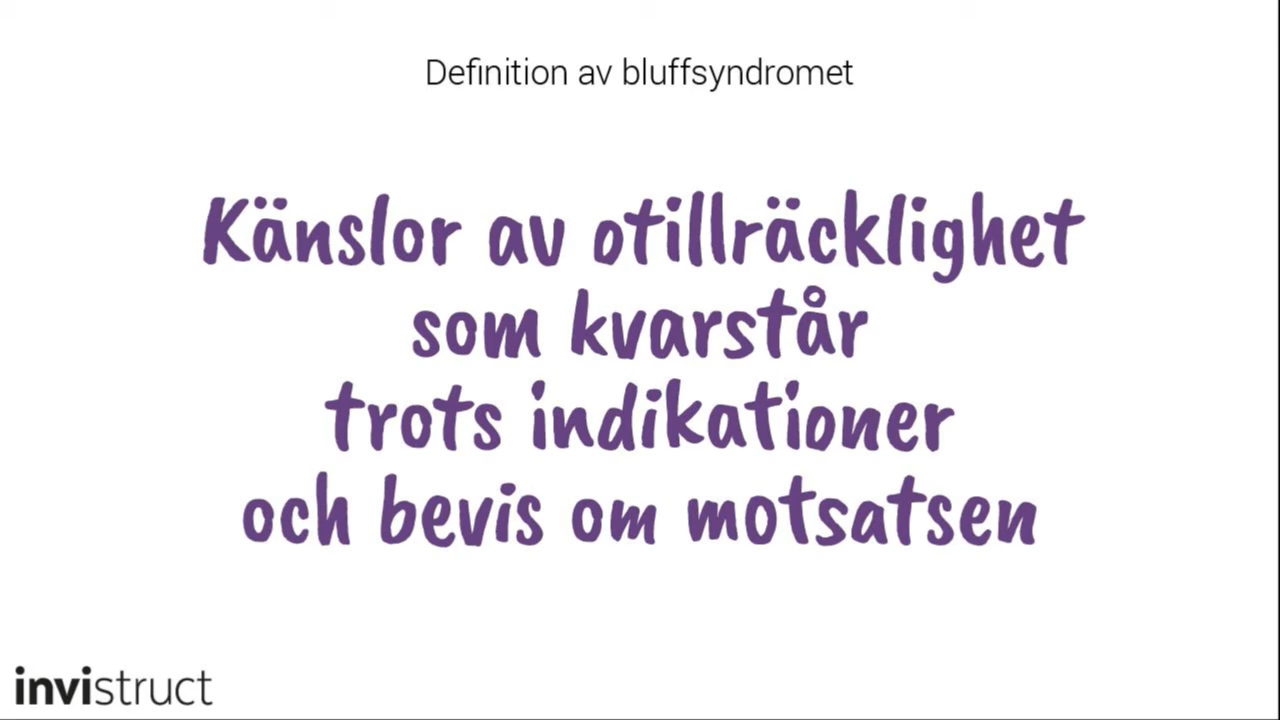 Definition av bluffsyndromet
Känslor av otillräcklighet
som kvarstår
trots indikationer
och bevis om motsatsen
invistruct